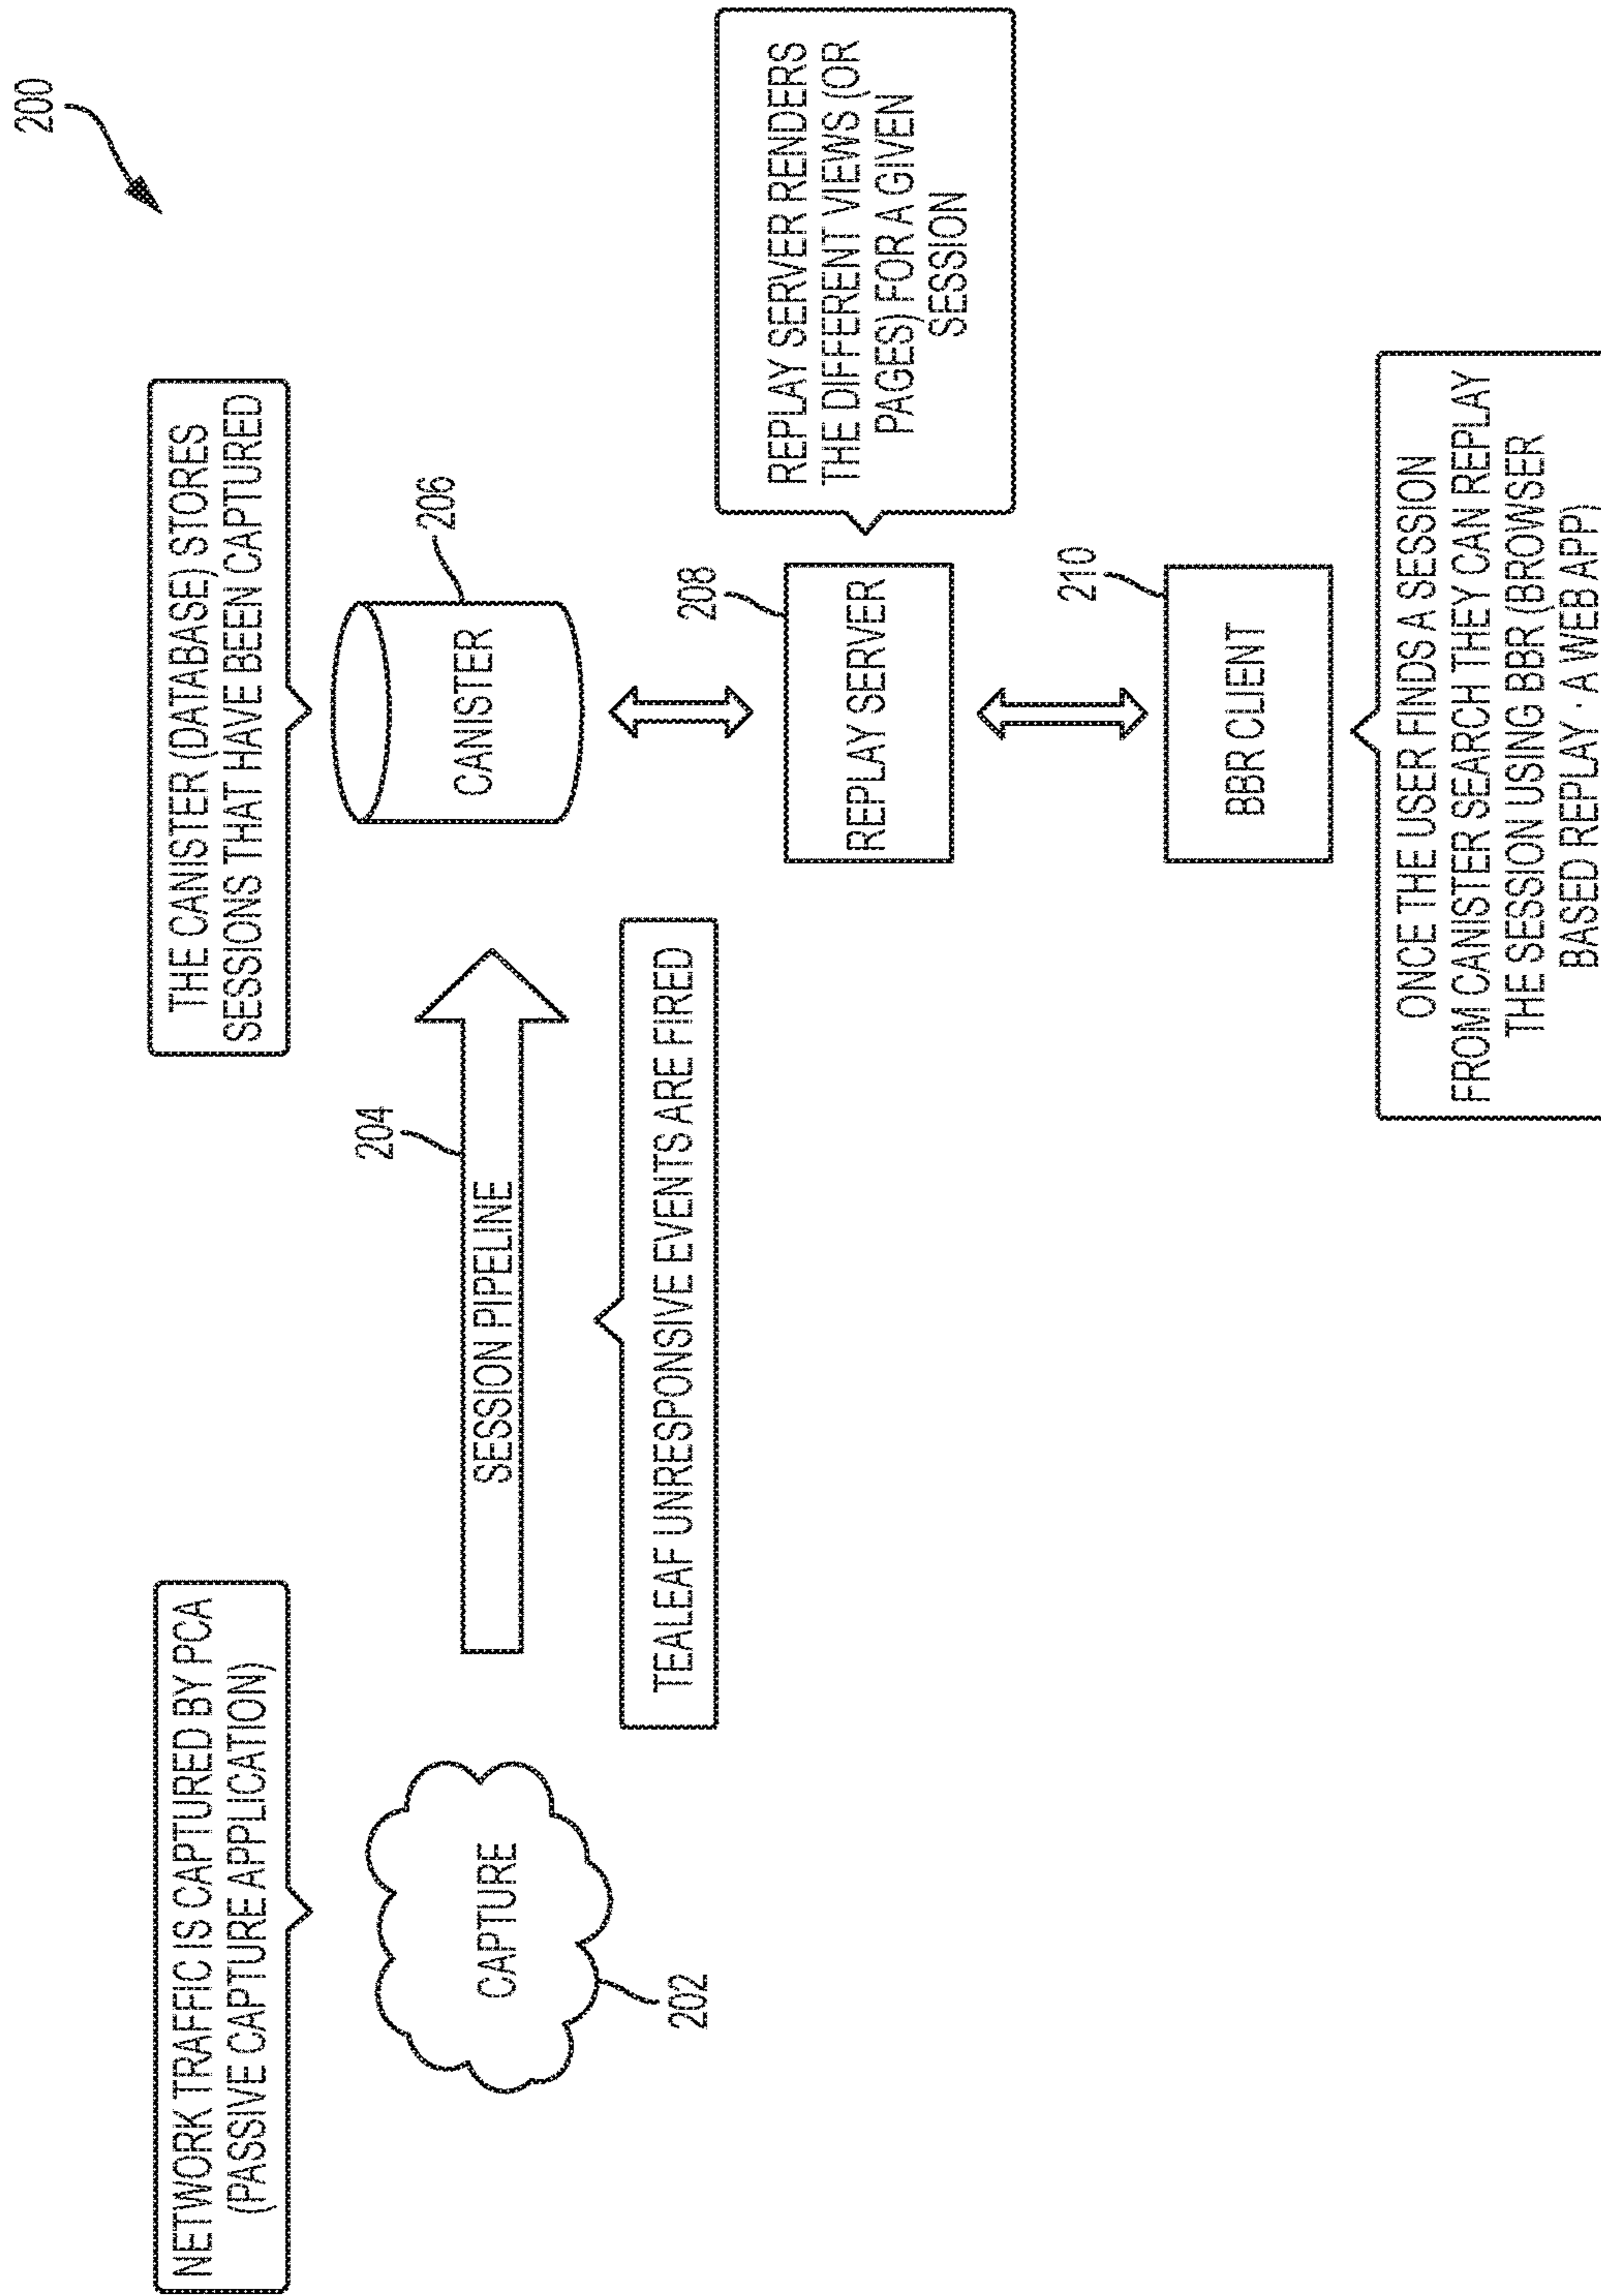 200
NETWORK TRAFFIC IS CAPTURED BY PCA
(PASSIVE CAPTURE APPLICATION)
THE CANISTER (DATABASE) STORES
SESSIONS THAT HAVE BEEN CAPTURED
CAPTURE
202
204
SESSION PIPELINE
TEALEAF UNRESPONSIVE EVENTS ARE FIRED
206
CANISTER
208
REPLAY SERVER
REPLAY SERVER RENDERS
THE DIFFERENT VIEWS (OR
PAGES) FOR A GIVEN
SESSION
210
BBR CLIENT
ONCE THE USER FINDS A SESSION
FROM CANISTER SEARCH THEY CAN REPLAY
THE SESSION USING BBR (BROWSER
BASED REPLAY - A WEB APP)